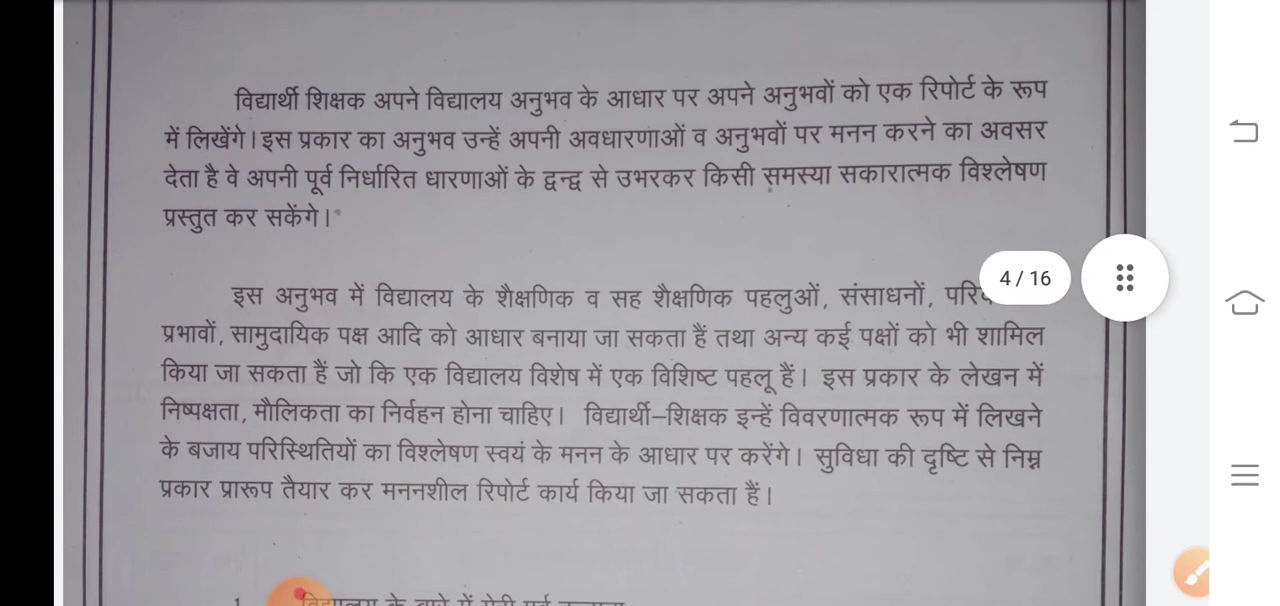 विद्यार्थी शिक्षक अपने विद्यालय अनुभव के आधार पर अपने अनुभवों को एक रिपोर्ट के रूप
में लिखेंगे। इस प्रकार का अनुभव उन्हें अपनी अवधारणाओं व अनुभवों पर मनन करने का अवसर
देता है वे अपनी पूर्व निर्धारित धारणाओं के द्वन्द्व से उभरकर किसी समस्या सकारात्मक विश्लेषण
प्रस्तुत कर सकेंगे।
4 / 16
इस अनुभव में विद्यालय के शैक्षणिक व सह शैक्षणिक पहलुओं, संसाधनों,
प्रभावों, सामुदायिक पक्ष आदि को आधार बनाया जा सकता हैं तथा अन्य कई पक्षों को भी शामिल
किया जा सकता हैं जो कि एक विद्यालय विशेष में एक विशिष्ट पहलू हैं। इस प्रकार के लेखन में
निष्पक्षता, मौलिकता का निर्वहन होना चाहिए। विद्यार्थी–शिक्षक इन्हें विवरणात्मक रूप में लिखने
के बजाय परिस्थितियों का विश्लेषण स्वयं के मनन के आधार पर करेंगे। सुविधा की दृष्टि से निम्न
प्रकार प्रारूप तैयार कर मननशील रिपोर्ट कार्य किया जा सकता हैं।